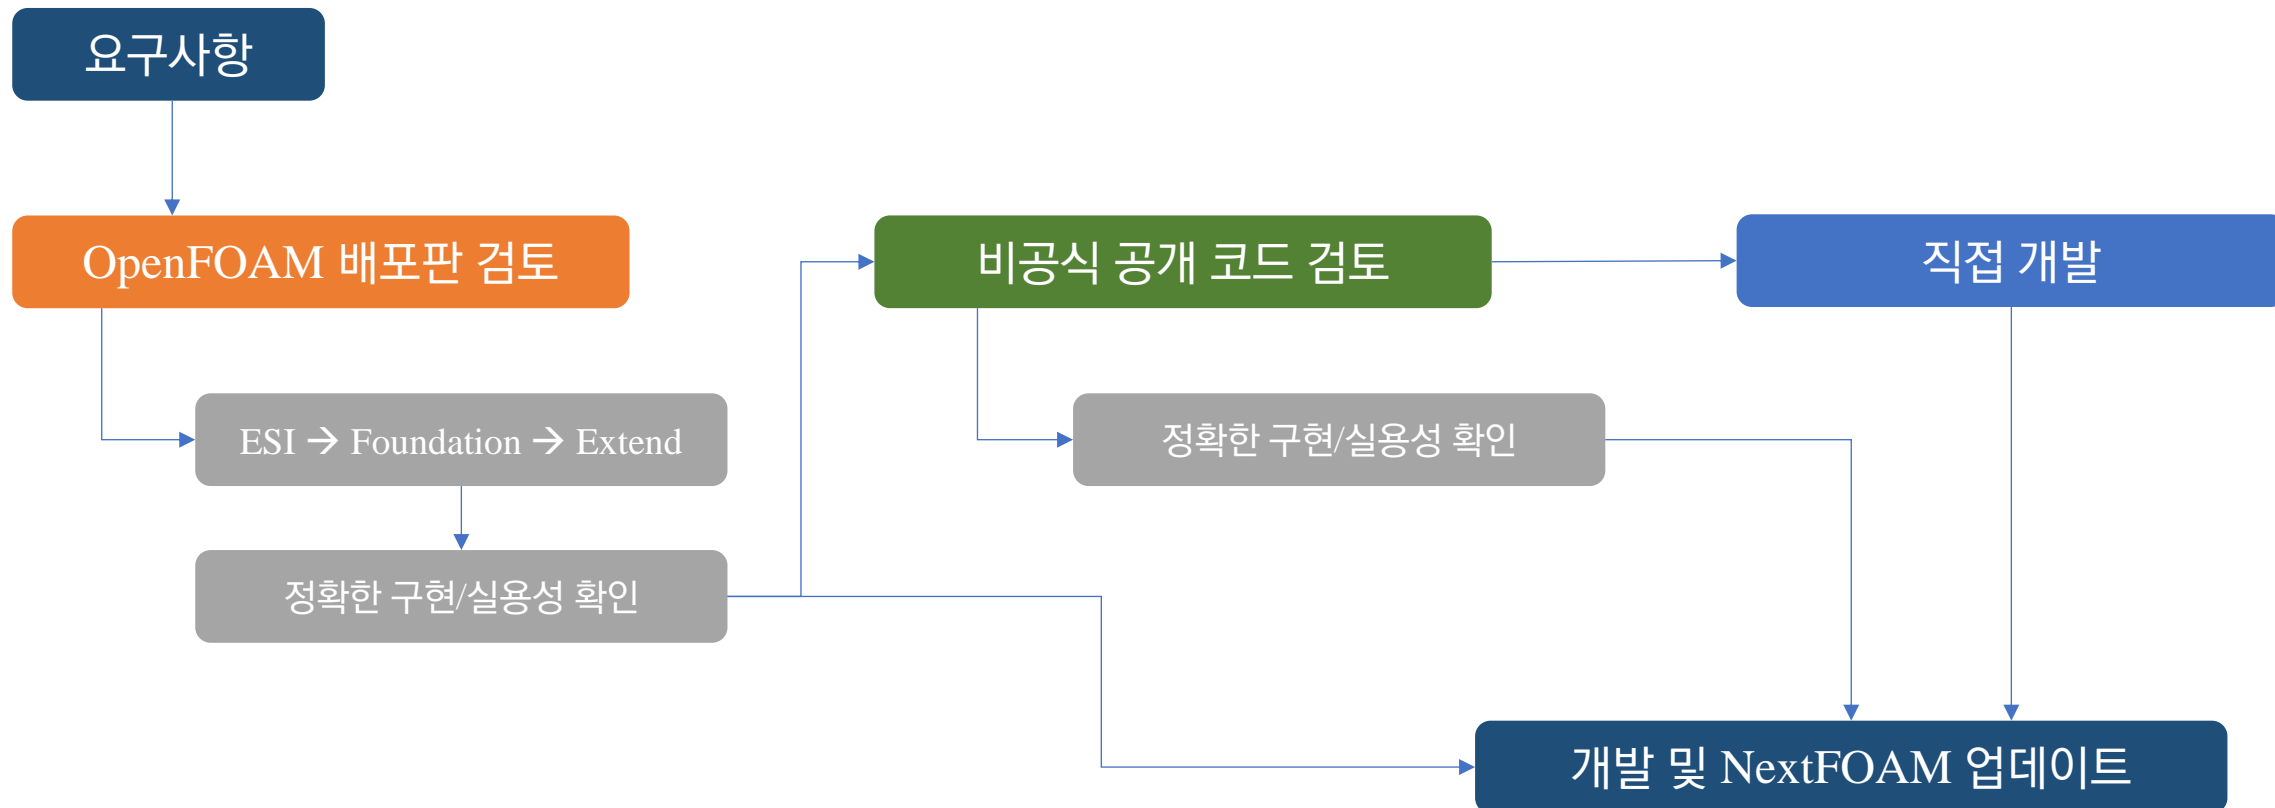 요구사항
OpenFOAM 배포판 검토
비공식 공개 코드 검토
직접 개발
ESI → Foundation → Extend
정확한 구현/실용성 확인
정확한 구현/실용성 확인
개발 및 NextFOAM 업데이트